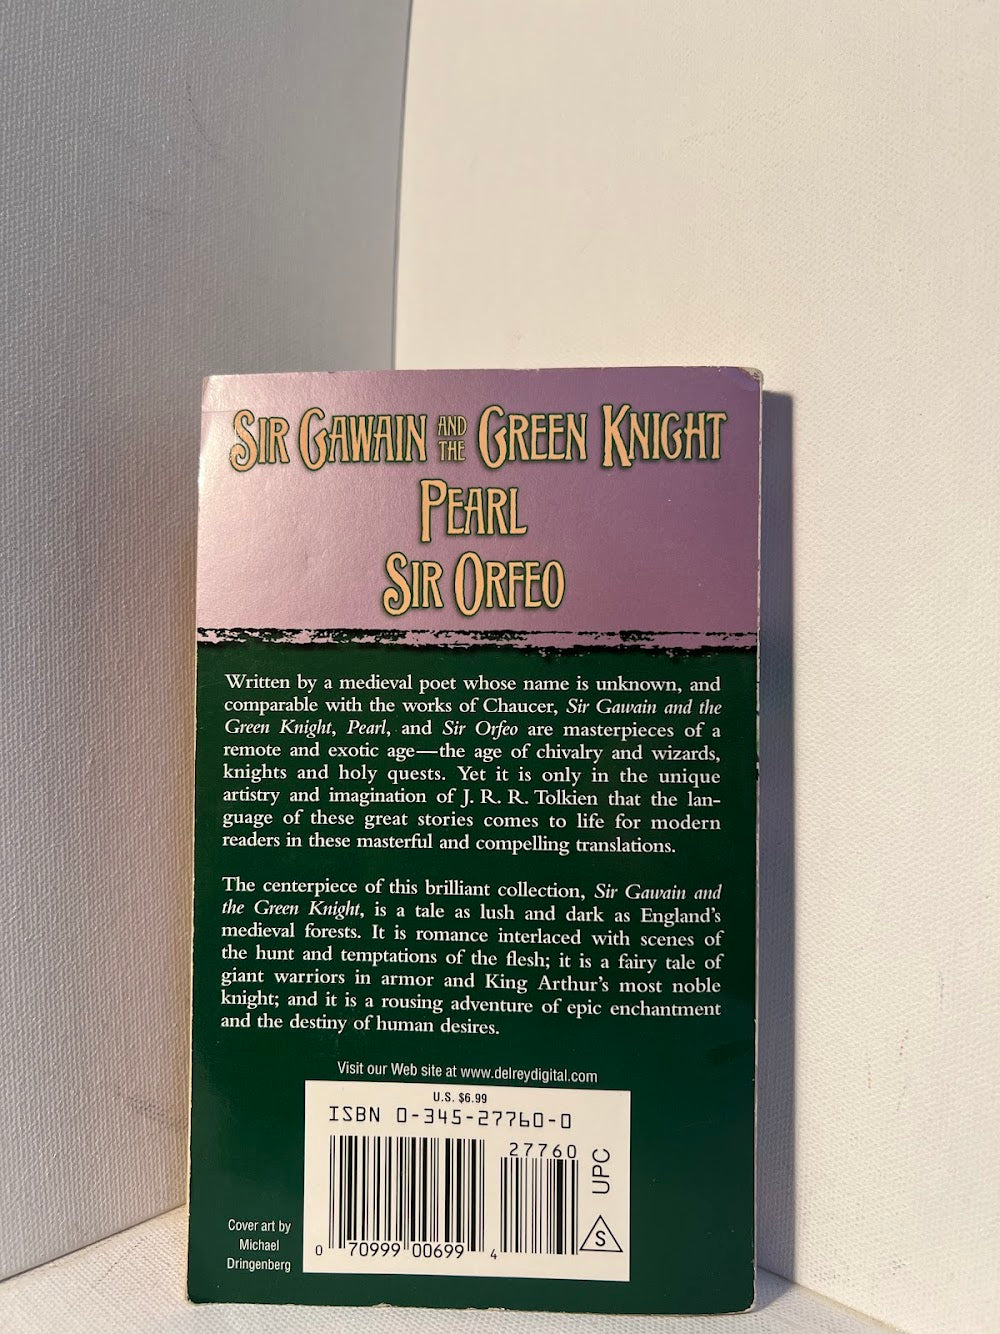 SIR GAWAIN AND THE GREEN KNIGHT
PEARL
SIR ORFEO
Written by a medieval poet whose name is unknown, and
comparable with the works of Chaucer, Sir Gawain and the
Green Knight, Pearl, and Sir Orfeo are masterpieces of a
remote and exotic age—the age of chivalry and wizards,
knights and holy quests. Yet it is only in the unique
artistry and imagination of J. R. R. Tolkien that the lan-
guage of these great stories comes to life for modern
readers in these masterful and compelling translations.
The centerpiece of this brilliant collection, Sir Gawain and
the Green Knight, is a tale as lush and dark as England's
medieval forests. It is romance interlaced with scenes of
the hunt and temptations of the flesh; it is a fairy tale of
giant warriors in armor and King Arthur's most noble
knight; and it is a rousing adventure of epic enchantment
and the destiny of human desires.
Visit our Web site at www.delreydigital.com
U.S. $6.99
ISBN 0-345-27760-0
27760
UPC
0 70999 00699 4
S
Cover art by
Michael
Dringenberg